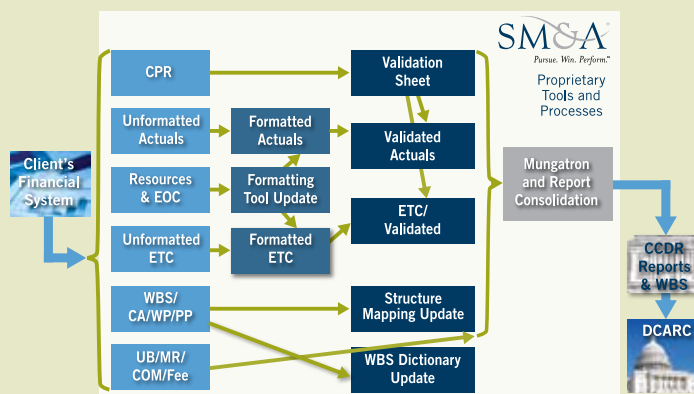 SM&A
Pursue. Win. Perform.™
Proprietary
Tools and
Processes
Client's
Financial
System
CPR
Unformatted
Actuals
Resources
& EOC
Unformatted
ETC
WBS/
CA/WP/PP
UB/MR/
COM/Fee
Formatted
Actuals
Formatting
Tool Update
Formatted
ETC
Validation
Sheet
Validated
Actuals
ETC/
Validated
Structure
Mapping Update
WBS Dictionary
Update
Mungatron
and Report
Consolidation
CCDR
Reports
& WBS
DCARC